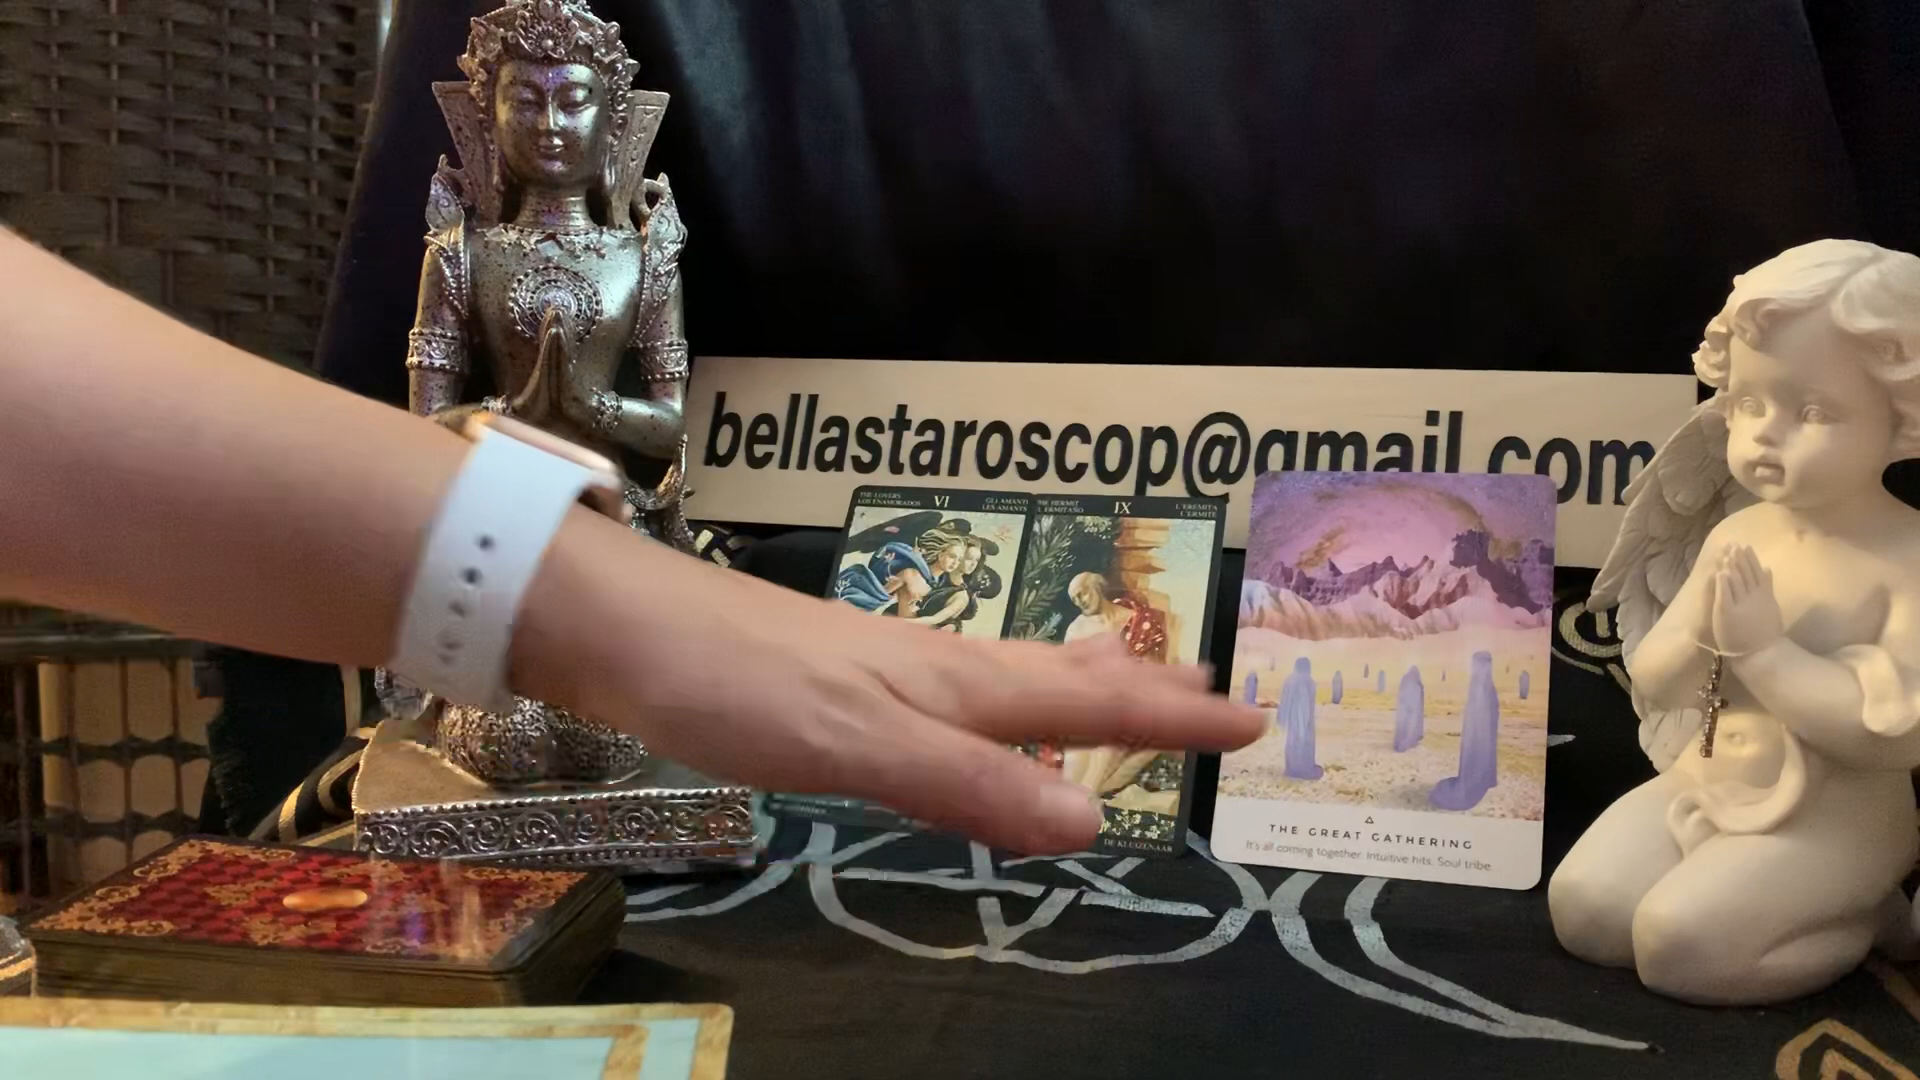 bellastaroscop@gmail.com
THE LOVERS
LOS ENAMORADOS
VI
GLI AMANTI
LES AMANTS
THE HERMIT
EL ERMITAÑO
IX
L'EREMITA
L'ERMITE
DE KLUIZENAAR
THE GREAT GATHERING
It's all coming together. Intuitive hits. Soul tribe.